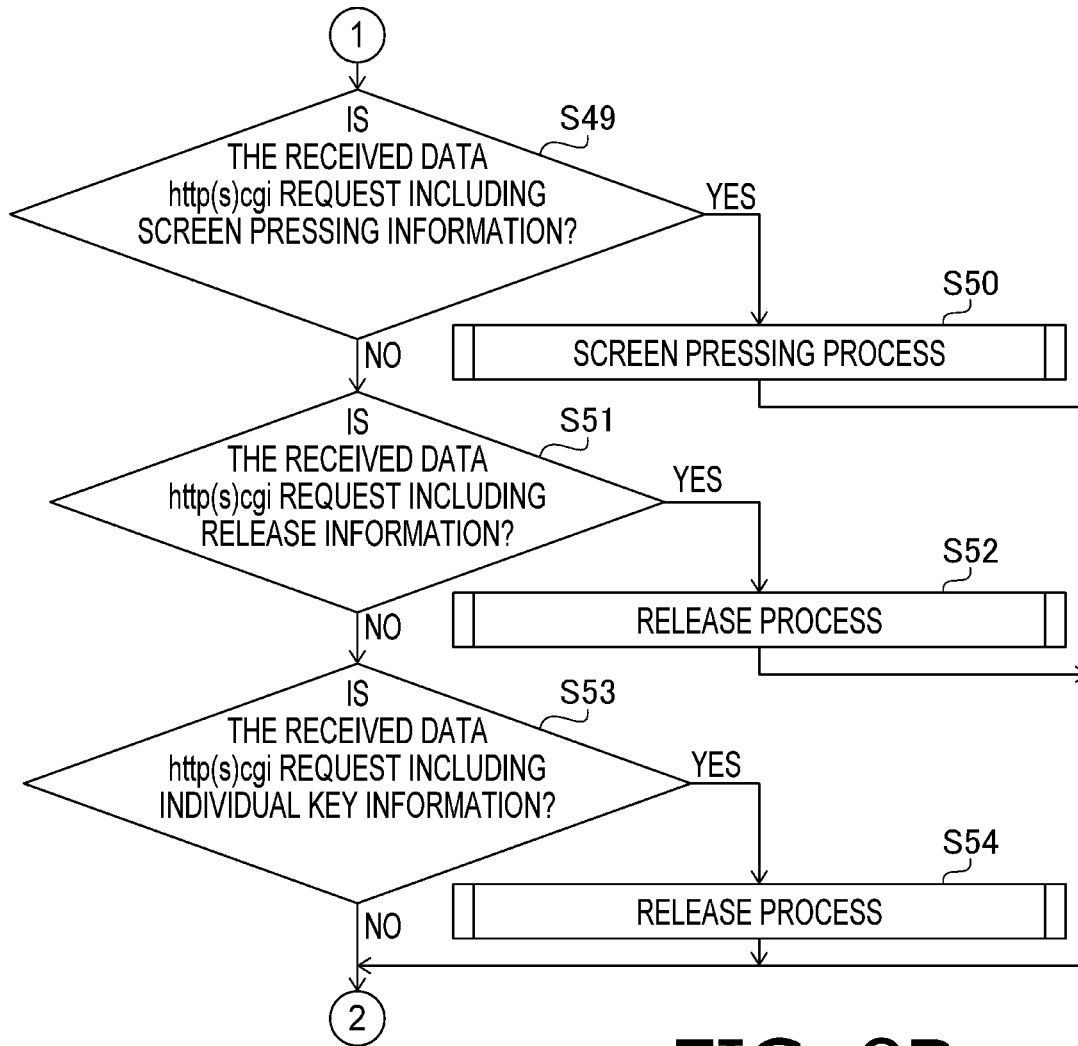 1
IS
THE RECEIVED DATA
http(s)cgi REQUEST INCLUDING
SCREEN PRESSING INFORMATION?
S49
YES
NO
S50
SCREEN PRESSING PROCESS
IS
THE RECEIVED DATA
http(s)cgi REQUEST INCLUDING
RELEASE INFORMATION?
S51
YES
NO
S52
RELEASE PROCESS
IS
THE RECEIVED DATA
http(s)cgi REQUEST INCLUDING
INDIVIDUAL KEY INFORMATION?
S53
YES
NO
S54
RELEASE PROCESS
2